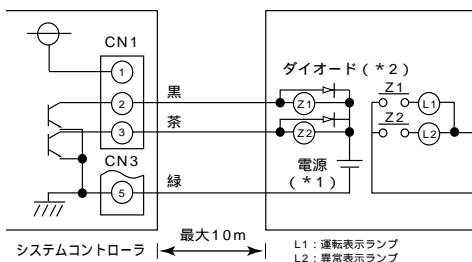 CN1
1
2
3
黒
茶
CN3
5
緑
ダイオード(*2)
Z1
Z2
電源
(*1)
Z1
L1
Z2
L2
システムコントローラ
最大10m
L1:運転表示ランプ
L2:異常表示ランプ